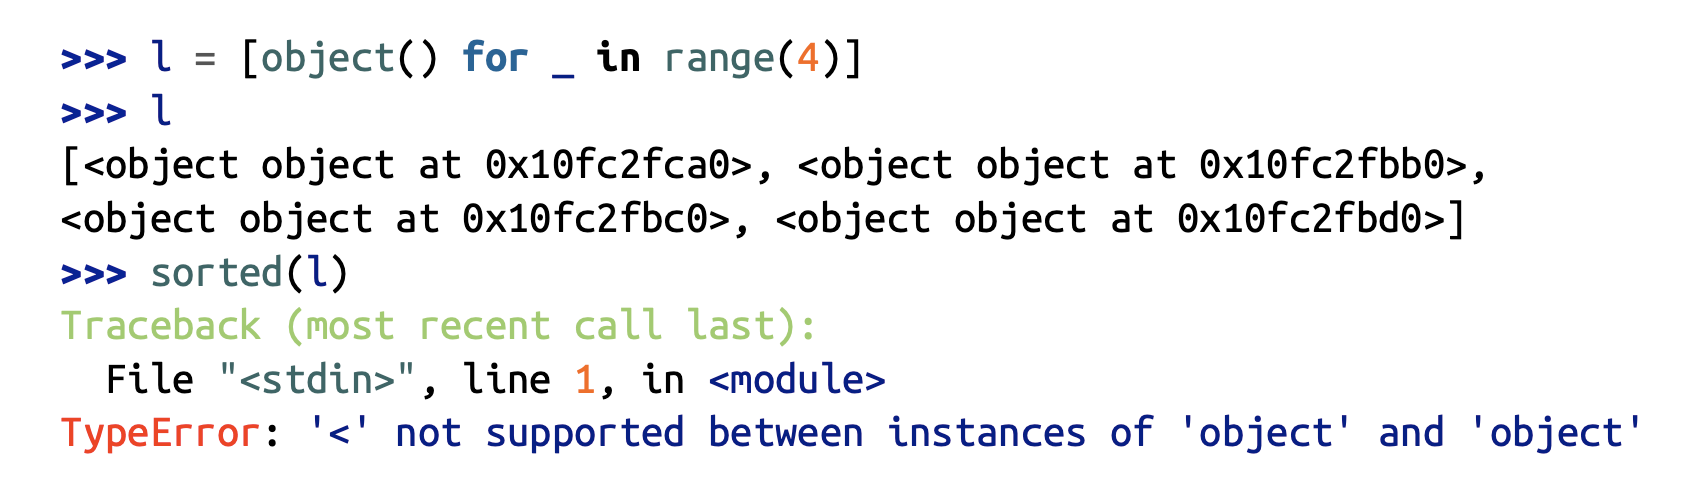 >>> l = [object() for _ in range(4)]
>>> l
[<object object at 0x10fc2fca0>, <object object at 0x10fc2fbb0>,
<object object at 0x10fc2fbc0>, <object object at 0x10fc2fbd0>]
>>> sorted(l)
Traceback (most recent call last):
  File "<stdin>", line 1, in <module>
TypeError: '<' not supported between instances of 'object' and 'object'